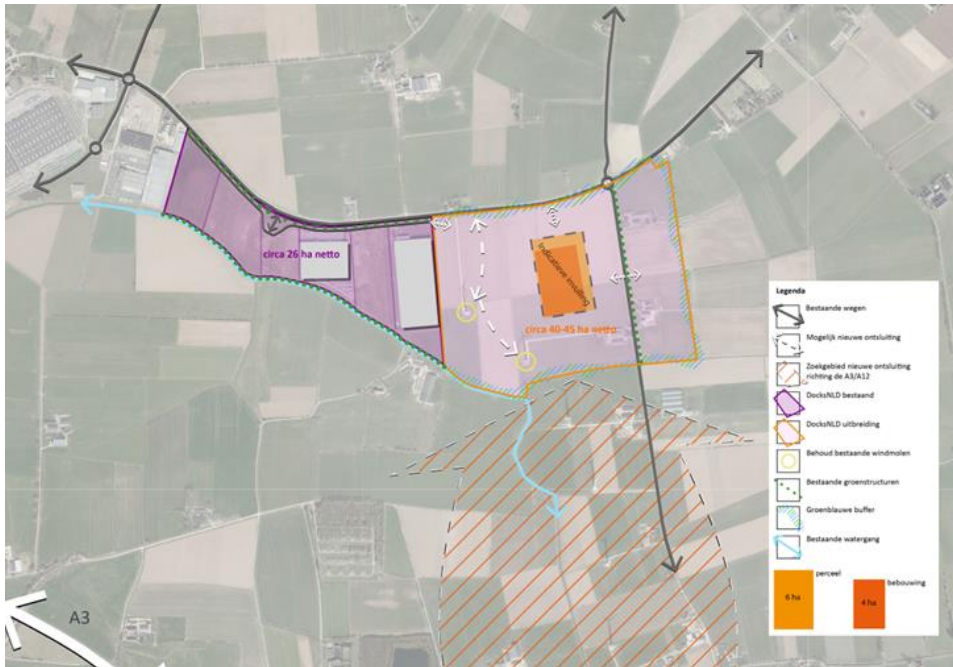 circa 26 ha netto
Indicatieve invulling
circa 40-45 ha netto
A3
Legenda
Bestaande wegen
Mogelijk nieuwe ontsluiting
Zoekgebied nieuwe ontsluiting
richting de A3/A12
DocksNLD bestaand
DocksNLD uitbreiding
Behoud bestaande windmolen
Bestaande groenstructuren
Groenblauwe buffer
Bestaande watergang
perceel
6 ha
bebouwing
4 ha